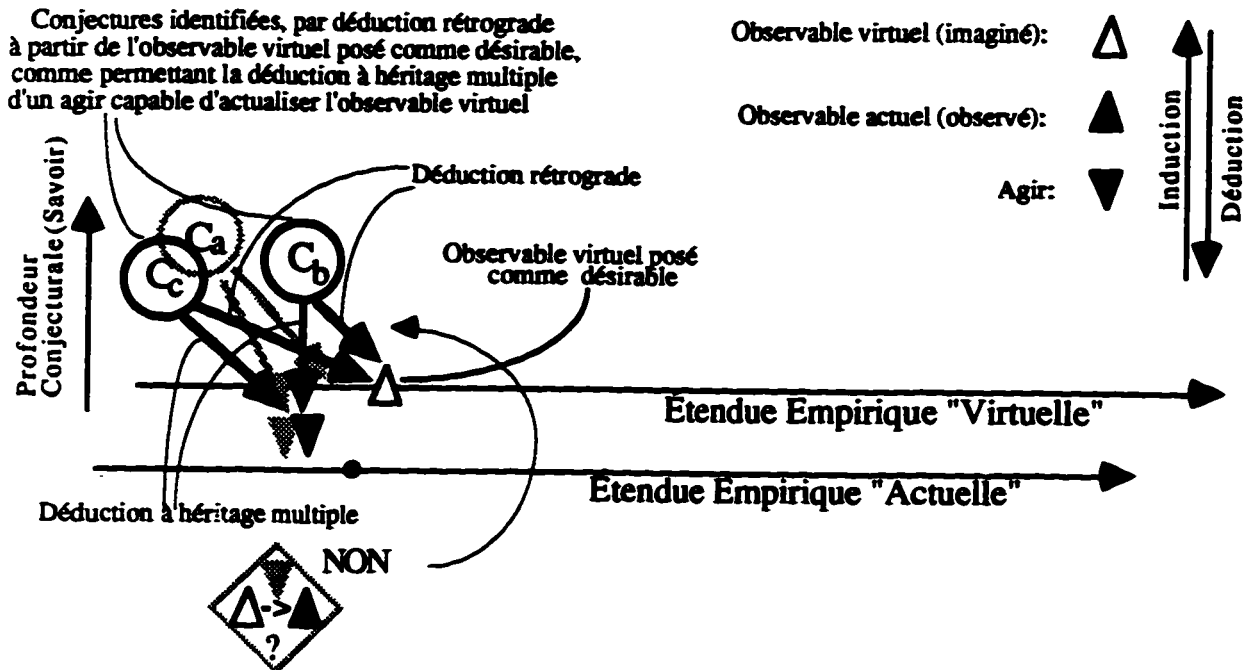 Conjectures identifiées, par déduction rétrograde
à partir de l'observable virtuel posé comme désirable,
comme permettant la déduction à héritage multiple
d'un agir capable d'actualiser l'observable virtuel
Observable virtuel (imaginé):
Observable actuel (observé):
Agir:
Induction
Déduction
Déduction rétrograde
Profondeur
Conjecturale (Savoir)
Ca
Cc
Cb
Observable virtuel posé
comme désirable
Étendue Empirique "Virtuelle"
Étendue Empirique "Actuelle"
Déduction à héritage multiple
NON
->
?